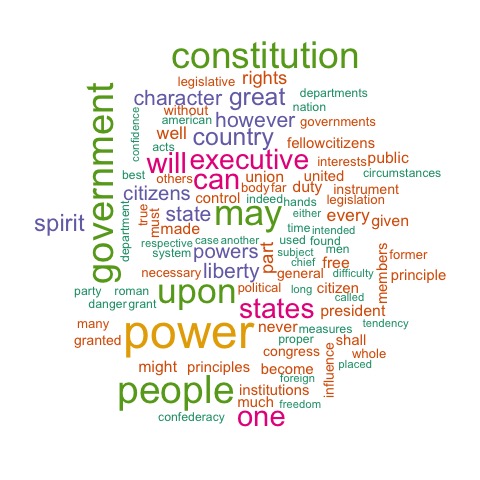 constitution
legislative rights
character great departments
nation
confidence
without american however governments
well country fellowcitizens
acts
will executive interests public
best others can union united circumstances
citizens control body far duty instrument
indeed hands legislation
government
department
true
must
state may either every given
spirit
made time intended
respective case another used found men
system powers part subject
chief free members former
necessary liberty general difficulty principle
party roman upon political long citizen
called
danger grant states president
many power never measures tendency
granted proper shall
congress whole
might principles become influence placed
foreign
people institutions
much freedom
confederacy one